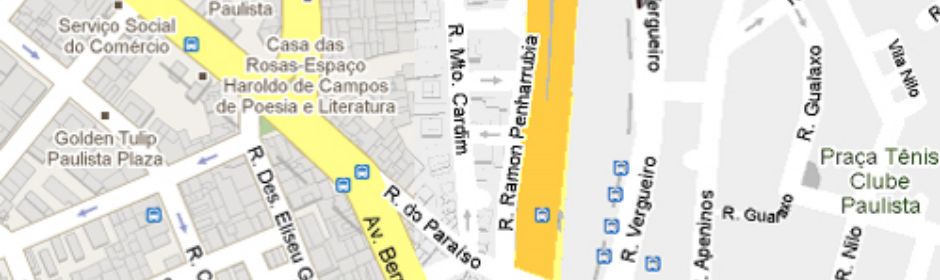 Paulista
Serviço Social
do Comércio
Casa das
Rosas-Espaço
Haroldo de Campos
de Poesia e Literatura
Golden Tulip
Paulista Plaza
R. Des. Eliseu G
R. do Paraíso
Av. Ber
R. Mto. Cardim
R. Ramon Penharrubia
ergueiro
R. Vergueiro
Apeninos
R. Gualaxo
R. Gualaxo
Vila Nilo
Praça Tênis
Clube
Paulista
R. Nilo
R. C